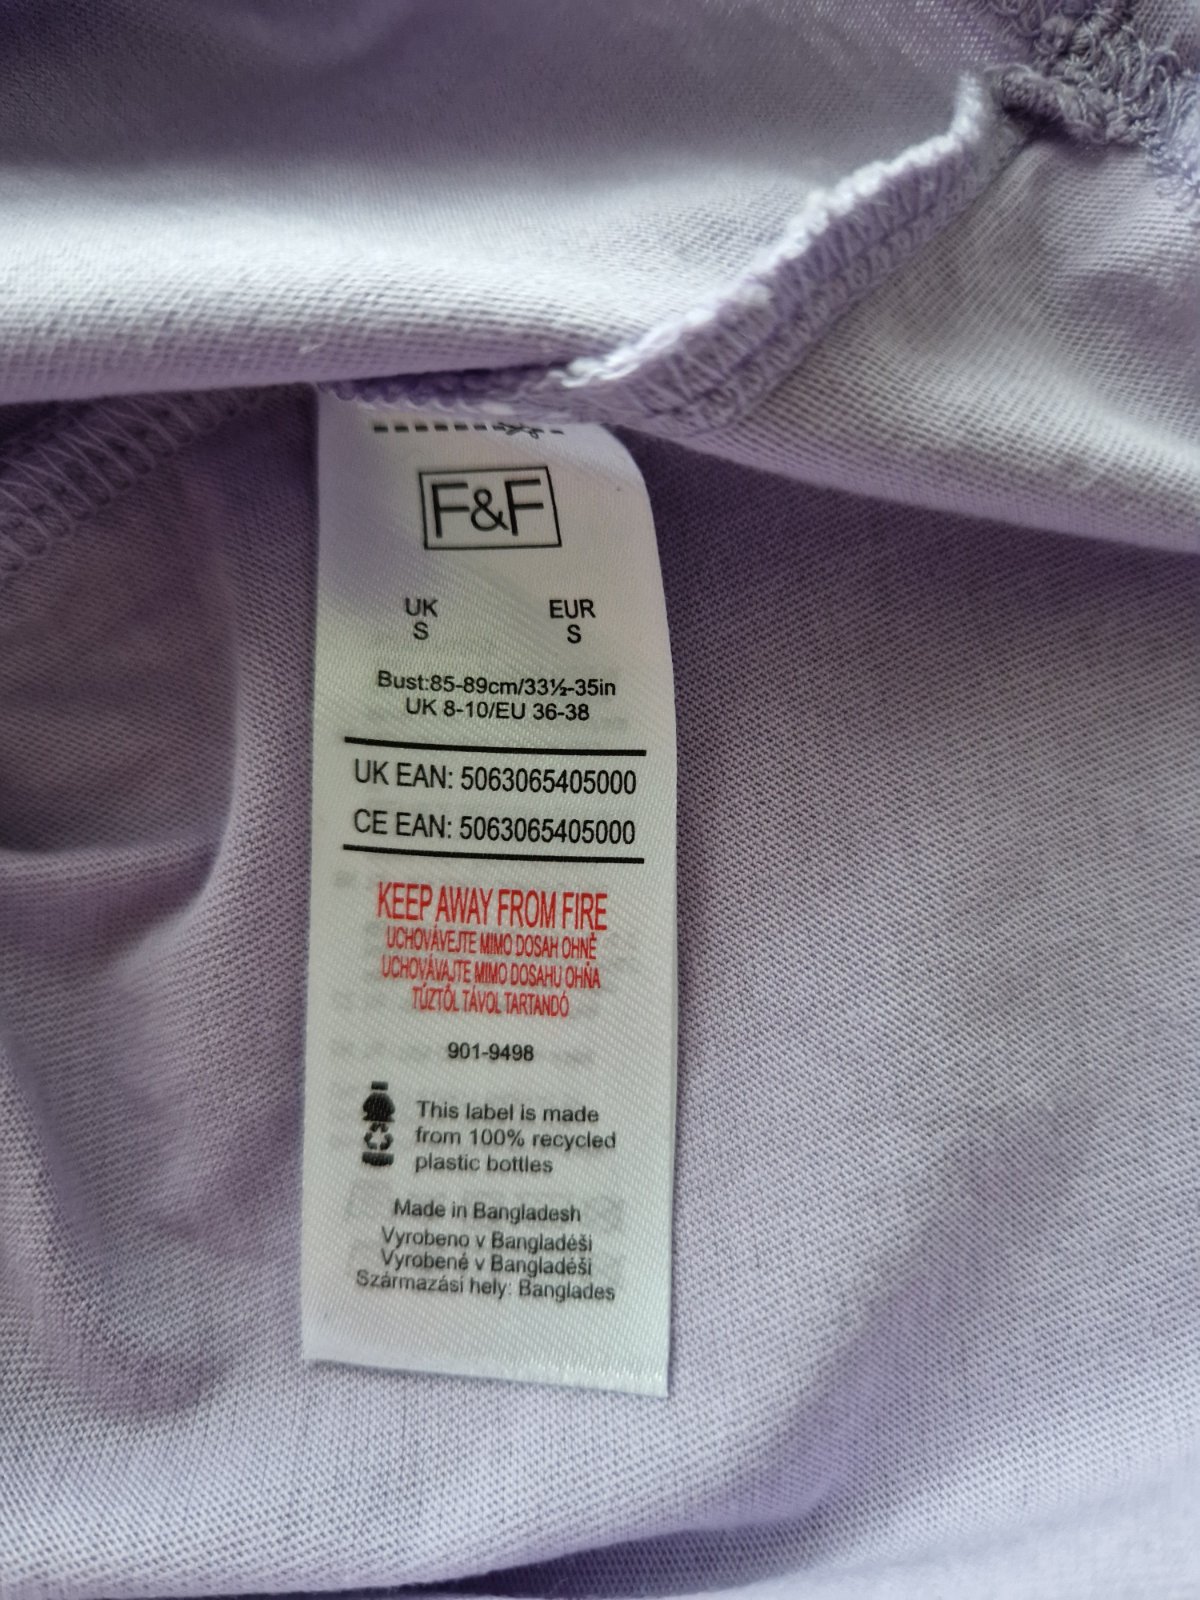 F&F
UK EUR
S S
Bust:85-89cm/33½-35in
UK 8-10/EU 36-38
UK EAN: 5063065405000
CE EAN: 5063065405000
KEEP AWAY FROM FIRE
UCHOVÁVEJTE MIMO DOSAH OHNĚ
UCHOVÁVAJTE MIMO DOSAHU OHŇA
TŰZTŐL TÁVOL TARTANDÓ
901-9498
This label is made
from 100% recycled
plastic bottles
Made in Bangladesh
Vyrobeno v Bangladéši
Vyrobené v Bangladéši
Származási hely: Banglades